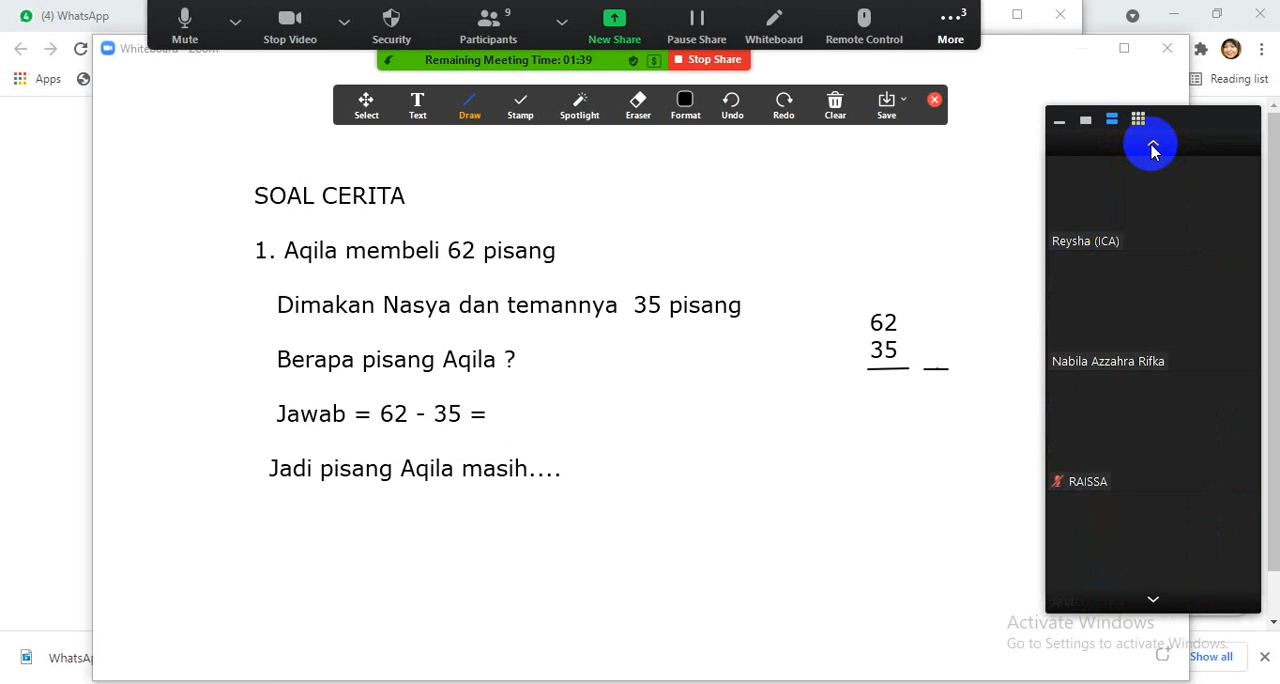 (4) WhatsApp
Mute
Stop Video
Security
9
Participants
New Share
Pause Share
Whiteboard
Remote Control
3
More
Whiteboard - Zoom
Remaining Meeting Time: 01:39
Stop Share
Apps
Reading list
Select
Text
Draw
Stamp
Spotlight
Eraser
Format
Undo
Redo
Clear
Save
SOAL CERITA
1. Aqila membeli 62 pisang
Dimakan Nasya dan temannya 35 pisang
Berapa pisang Aqila ?
Jawab = 62 - 35 =
Jadi pisang Aqila masih....
62
35
Reysha (ICA)
Nabila Azzahra Rifka
RAISSA
Activate Windows
Go to Settings to activate Windows.
WhatsAp
Show all